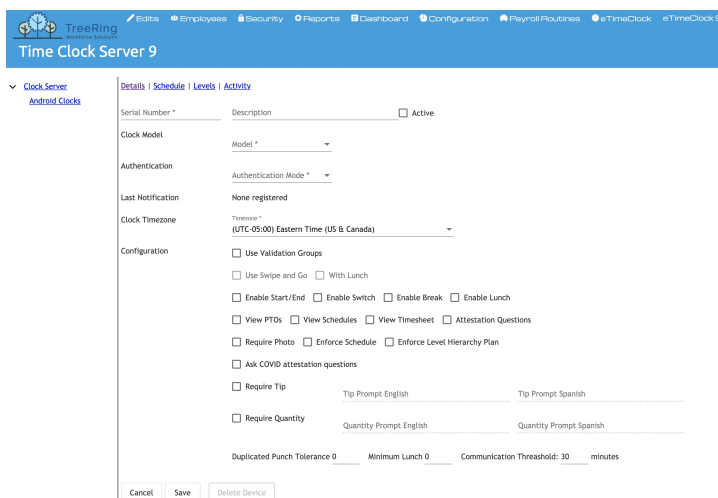 TreeRing
Workforce Solutions
Edits Employees Security Reports Dashboard Configuration Payroll Routines eTimeClock eTimeClock 9
Time Clock Server 9
Clock Server
Android Clocks
Details | Schedule | Levels | Activity
Serial Number * Description Active
Clock Model
Model *
Authentication
Authentication Mode *
Last Notification None registered
Clock Timezone Timezone *
(UTC-05:00) Eastern Time (US & Canada)
Configuration Use Validation Groups
Use Swipe and Go With Lunch
Enable Start/End Enable Switch Enable Break Enable Lunch
View PTOs View Schedules View Timesheet Attestation Questions
Require Photo Enforce Schedule Enforce Level Hierarchy Plan
Ask COVID attestation questions
Require Tip Tip Prompt English Tip Prompt Spanish
Require Quantity Quantity Prompt English Quantity Prompt Spanish
Duplicated Punch Tolerance 0 Minimum Lunch 0 Communication Threashold: 30 minutes
Cancel Save Delete Device